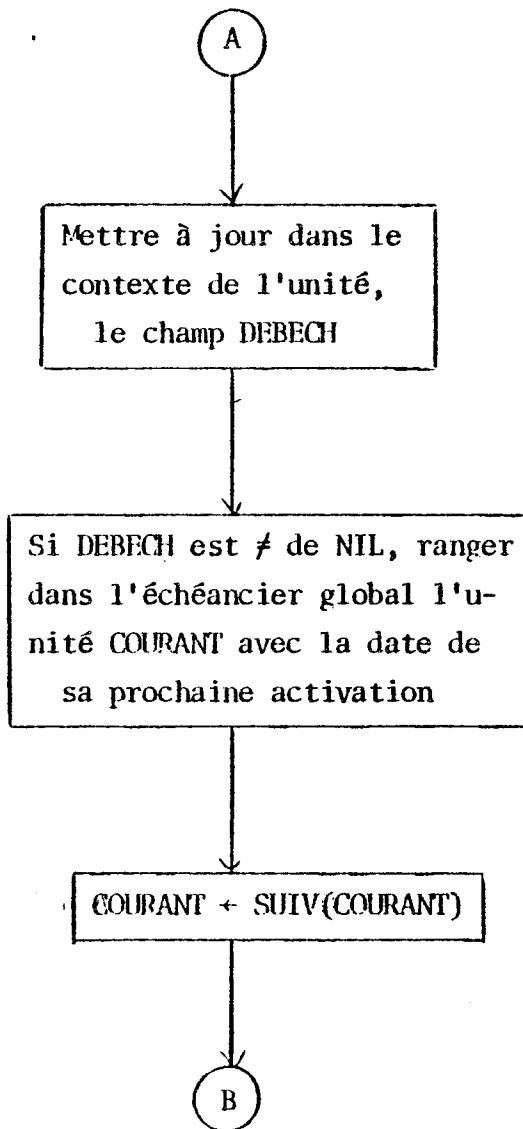 A
Mettre à jour dans le
contexte de l'unité,
le champ DEBECH
Si DEBECH est ≠ de NIL, ranger
dans l'échéancier global l'u-
nité COURANT avec la date de
sa prochaine activation
COURANT ← SUIV(COURANT)
B